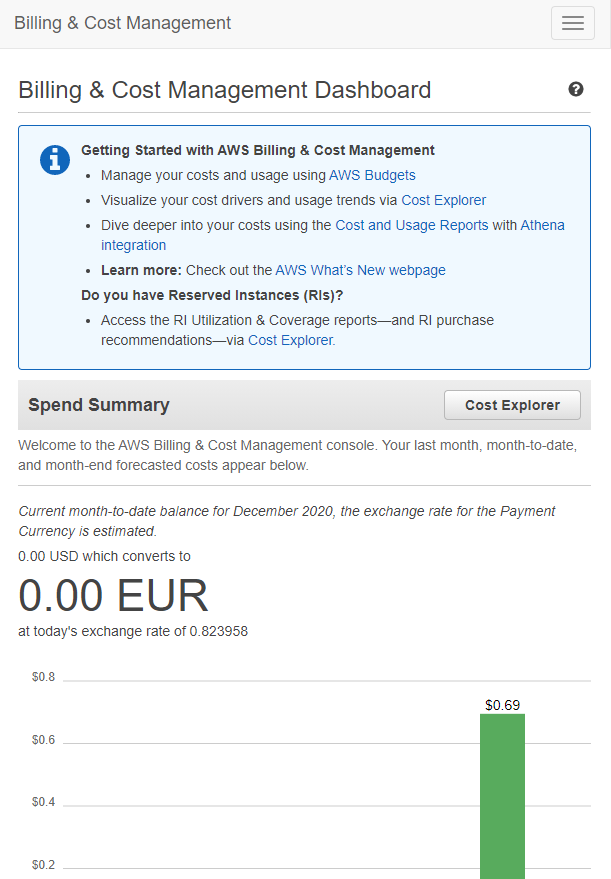 Billing & Cost Management
Billing & Cost Management Dashboard
?
Getting Started with AWS Billing & Cost Management
• Manage your costs and usage using AWS Budgets
• Visualize your cost drivers and usage trends via Cost Explorer
• Dive deeper into your costs using the Cost and Usage Reports with Athena
integration
• Learn more: Check out the AWS What's New webpage
Do you have Reserved Instances (RIs)?
• Access the RI Utilization & Coverage reports—and RI purchase
recommendations—via Cost Explorer.
Spend Summary
Cost Explorer
Welcome to the AWS Billing & Cost Management console. Your last month, month-to-date,
and month-end forecasted costs appear below.
Current month-to-date balance for December 2020, the exchange rate for the Payment
Currency is estimated.
0.00 USD which converts to
0.00 EUR
at today's exchange rate of 0.823958
$0.8
$0.69
$0.6
$0.4
$0.2